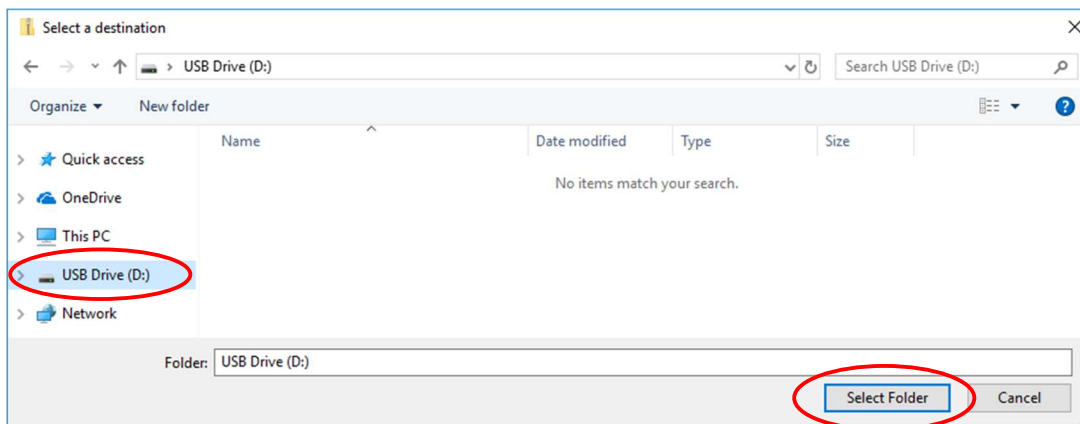 Select a destination
USB Drive (D:)
Search USB Drive (D:)
Organize
New folder
?
Name
Date modified
Type
Size
No items match your search.
Quick access
OneDrive
This PC
USB Drive (D:)
Network
Folder: USB Drive (D:)
Select Folder
Cancel